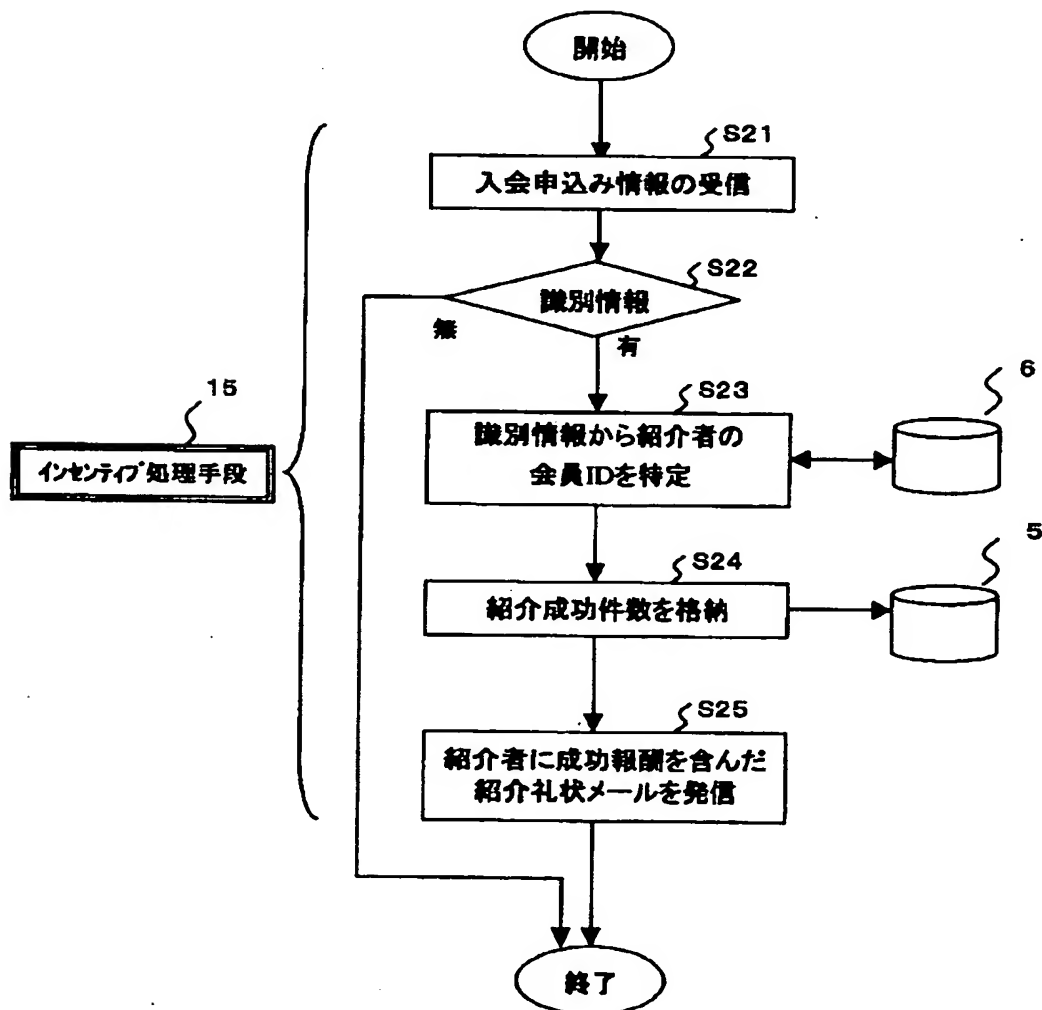 開始
S21
入会申込み情報の受信
S22
識別情報
無
有
S23
6
15
識別情報から紹介者の
会員IDを特定
インセンティブ処理手段
S24
5
紹介成功件数を格納
S25
紹介者に成功報酬を含んだ
紹介礼状メールを発信
終了